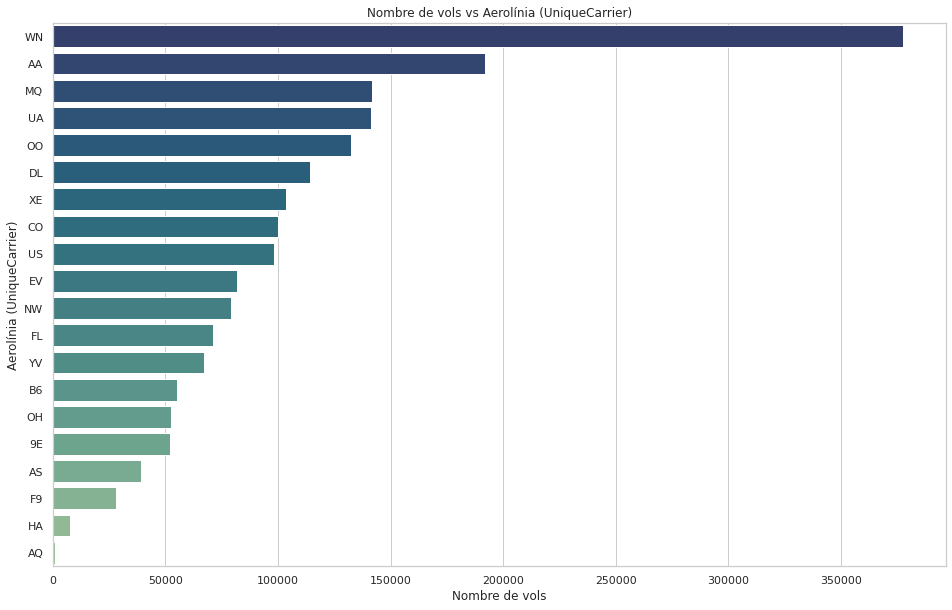 Nombre de vols vs Aerolínia (UniqueCarrier)
Aerolínia (UniqueCarrier)
WN
AA
MQ
UA
OO
DL
XE
CO
US
EV
NW
FL
YV
B6
OH
9E
AS
F9
HA
AQ
0 50000 100000 150000 200000 250000 300000 350000
Nombre de vols